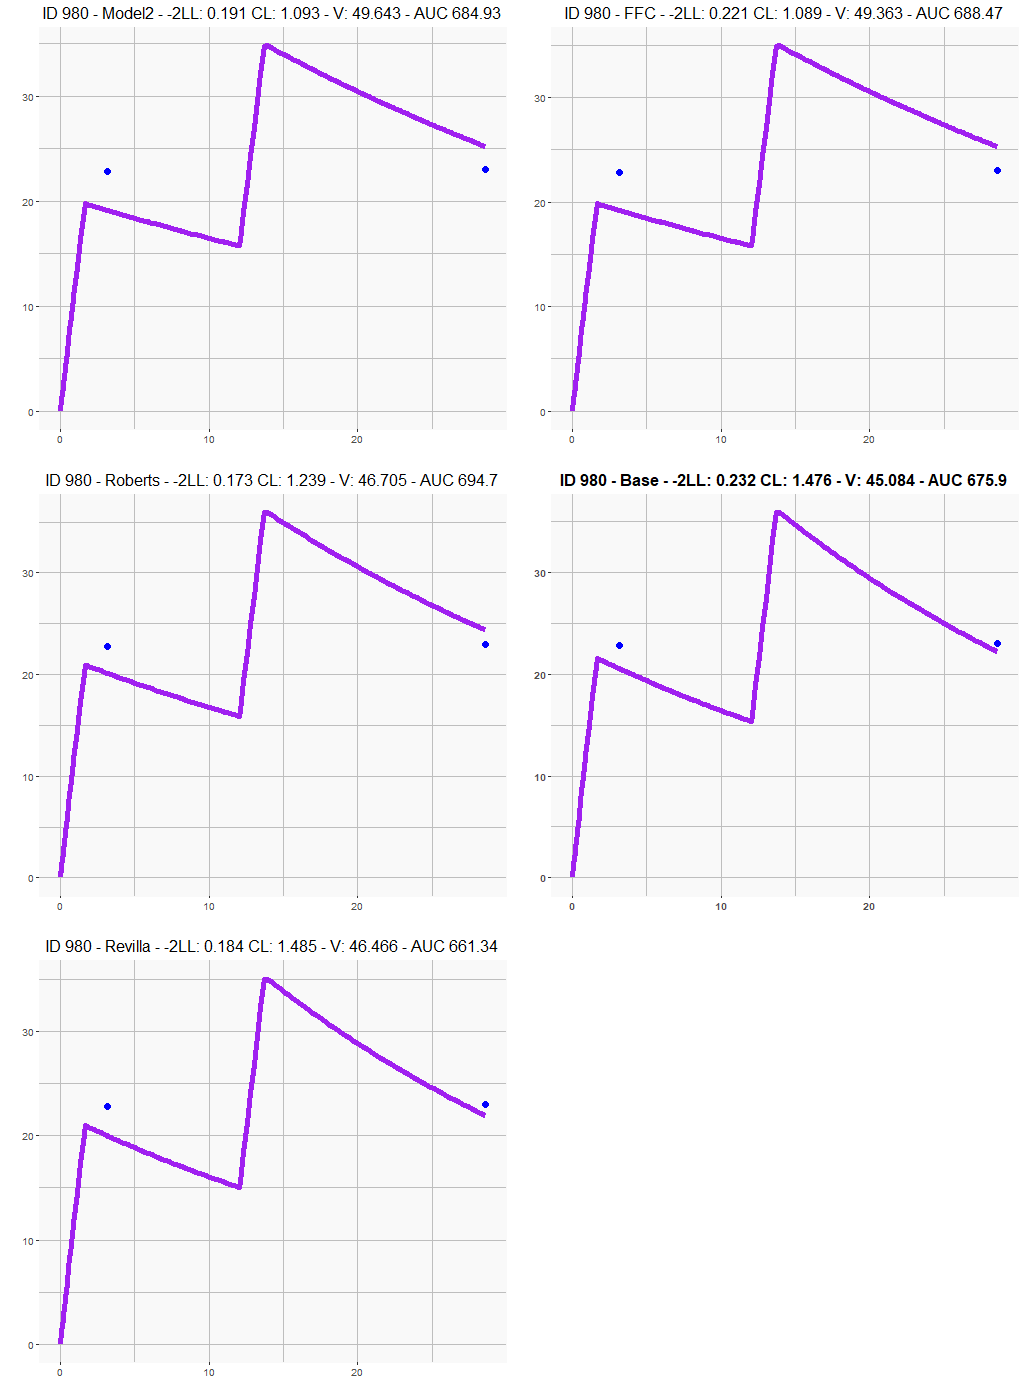 ID 980 - Model2 - -2LL: 0.191 CL: 1.093 - V: 49.643 - AUC 684.93
30
20
10
0
0 10 20
ID 980 - FFC - -2LL: 0.221 CL: 1.089 - V: 49.363 - AUC 688.47
30
20
10
0
0 10 20
ID 980 - Roberts - -2LL: 0.173 CL: 1.239 - V: 46.705 - AUC 694.7
30
20
10
0
0 10 20
ID 980 - Base - -2LL: 0.232 CL: 1.476 - V: 45.084 - AUC 675.9
30
20
10
0
0 10 20
ID 980 - Revilla - -2LL: 0.184 CL: 1.485 - V: 46.466 - AUC 661.34
30
20
10
0
0 10 20